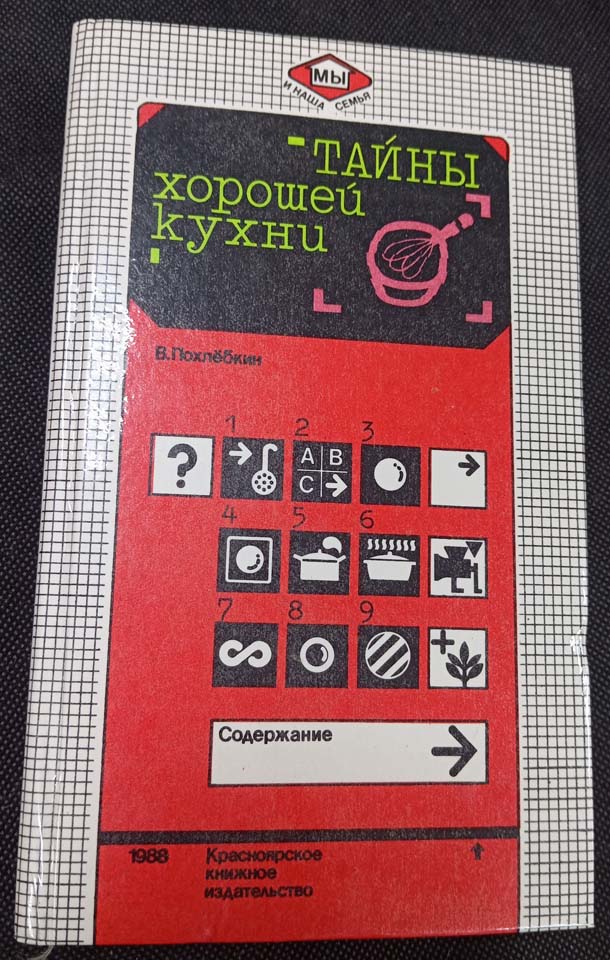 МЫ
И НАША СЕМЬЯ
ТАЙНЫ
хорошей
кухни
В.Похлёбкин
1 2 3
?
A B
C
4 5 6
7 8 9
+
Содержание
1988 Красноярское
книжное
издательство